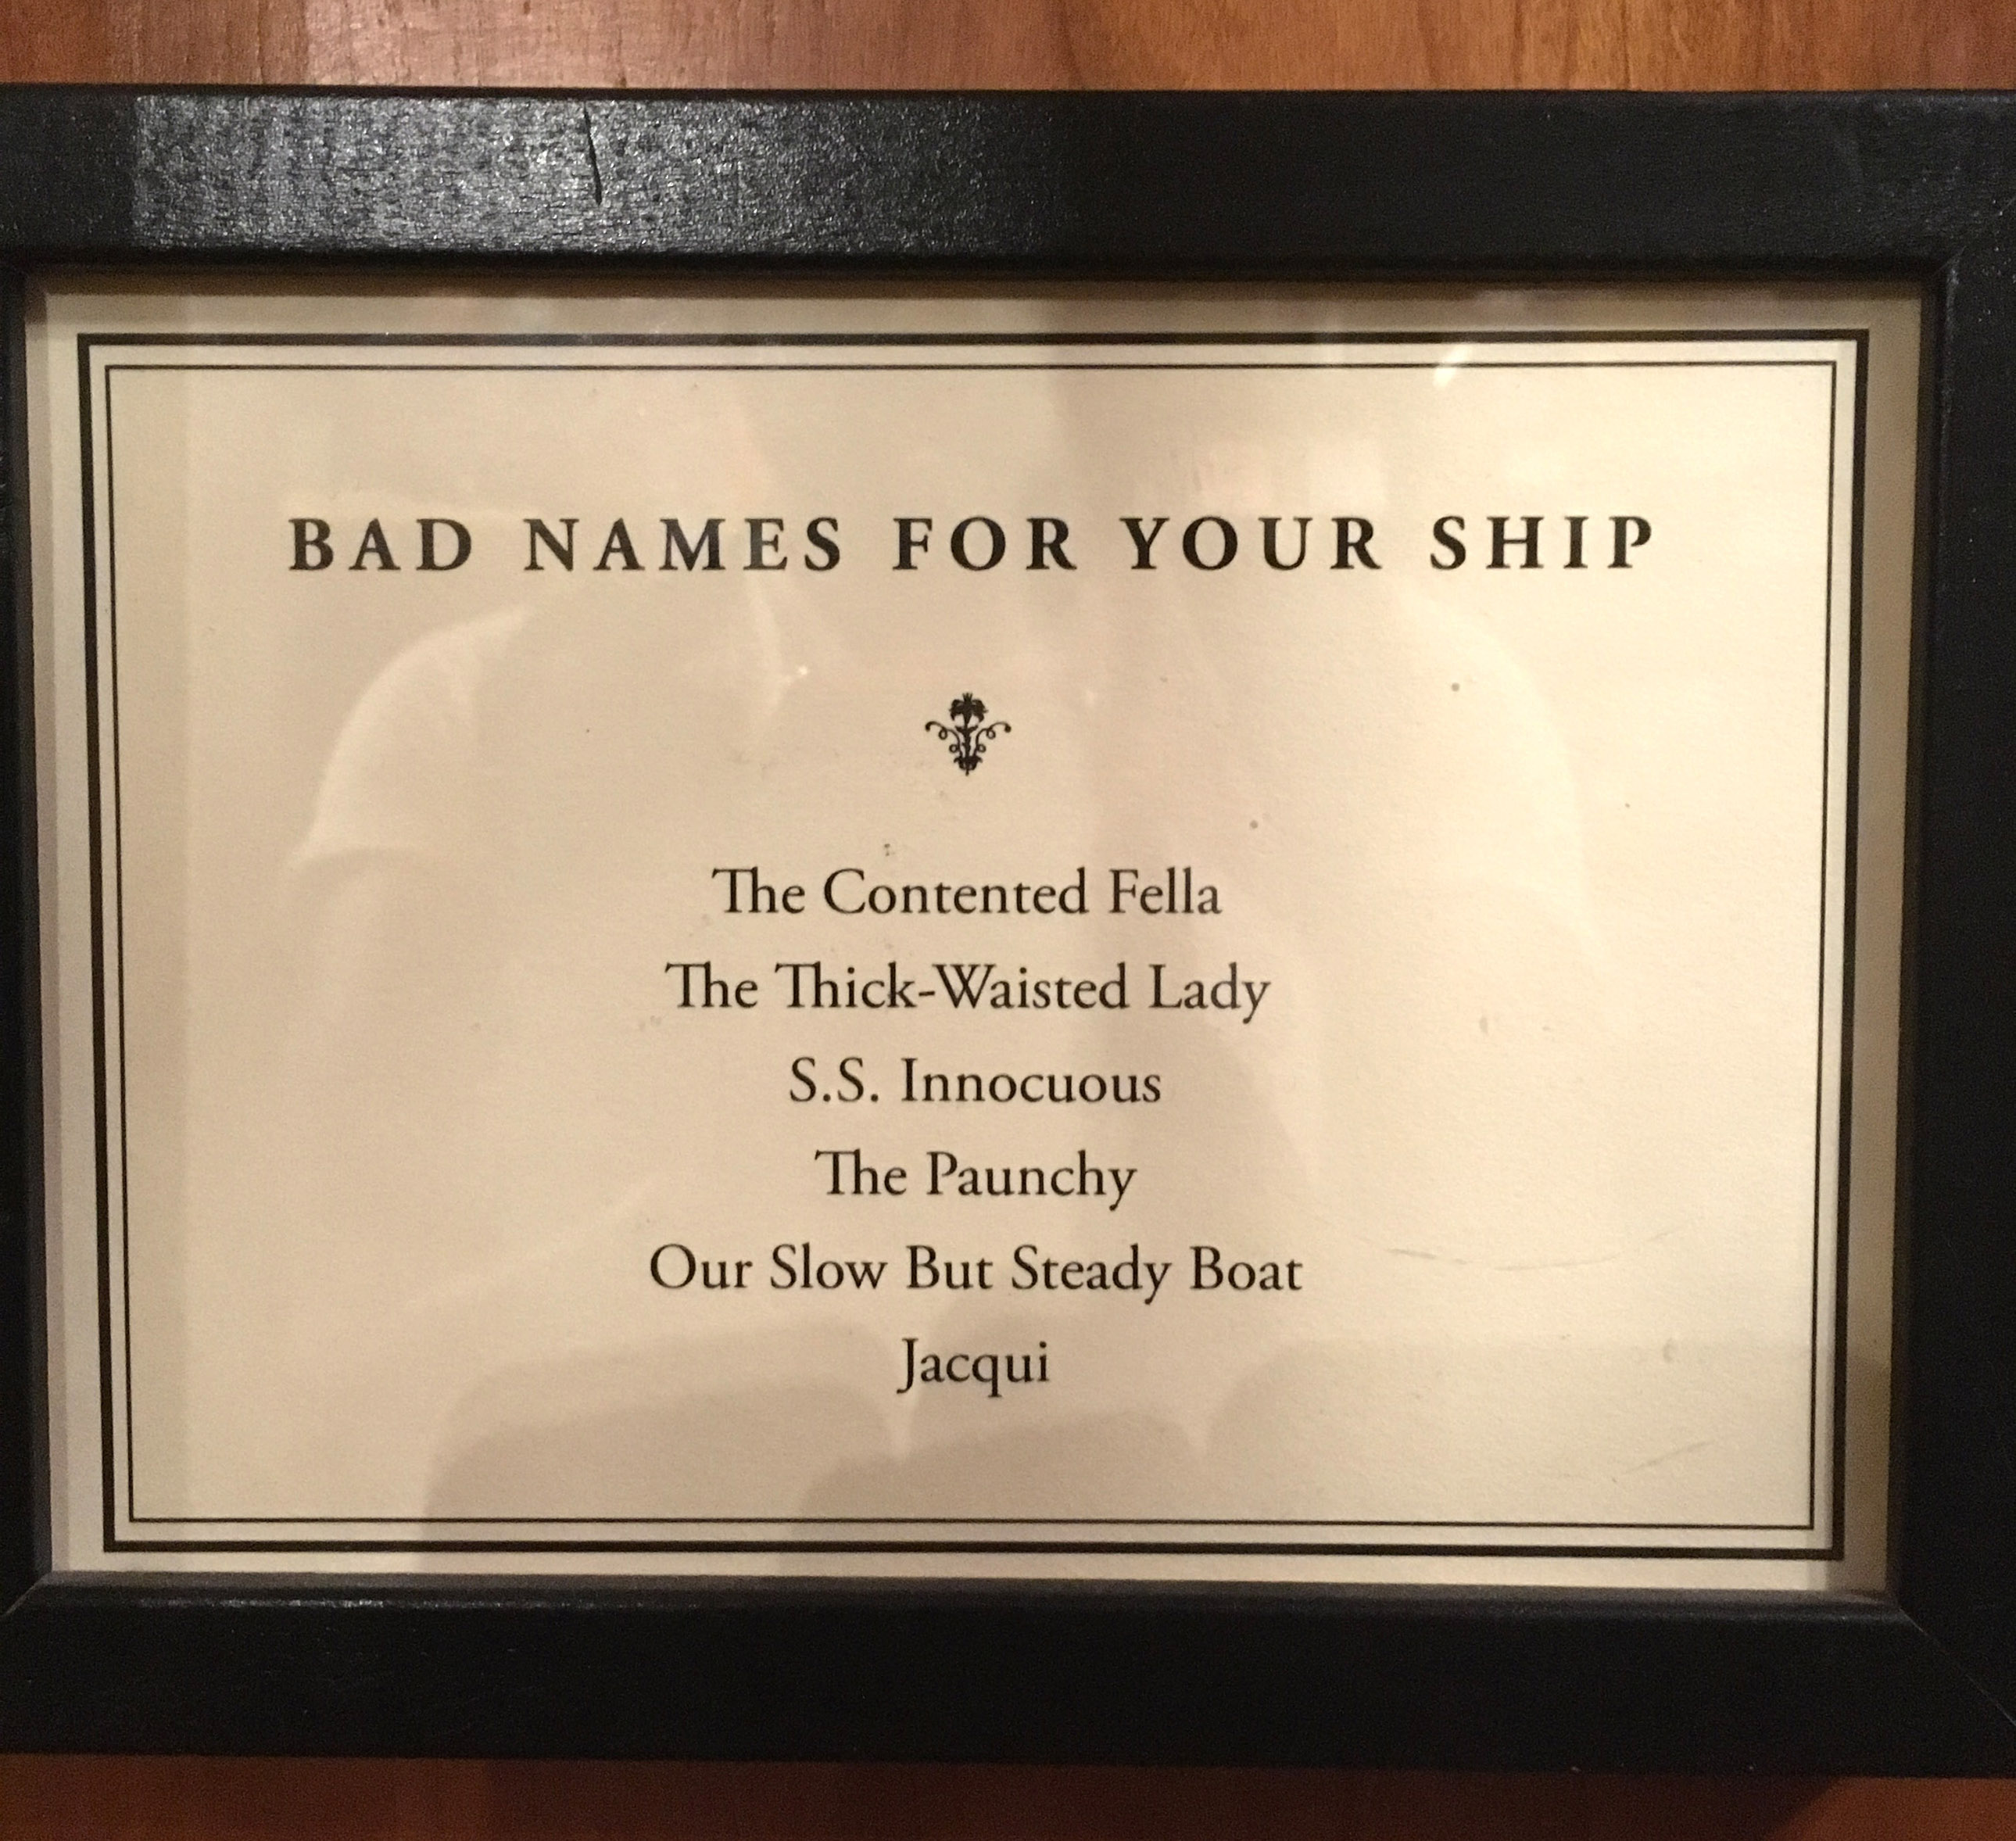 BAD NAMES FOR YOUR SHIP
The Contented Fella
The Thick-Waisted Lady
S.S. Innocuous
The Paunchy
Our Slow But Steady Boat
Jacqui